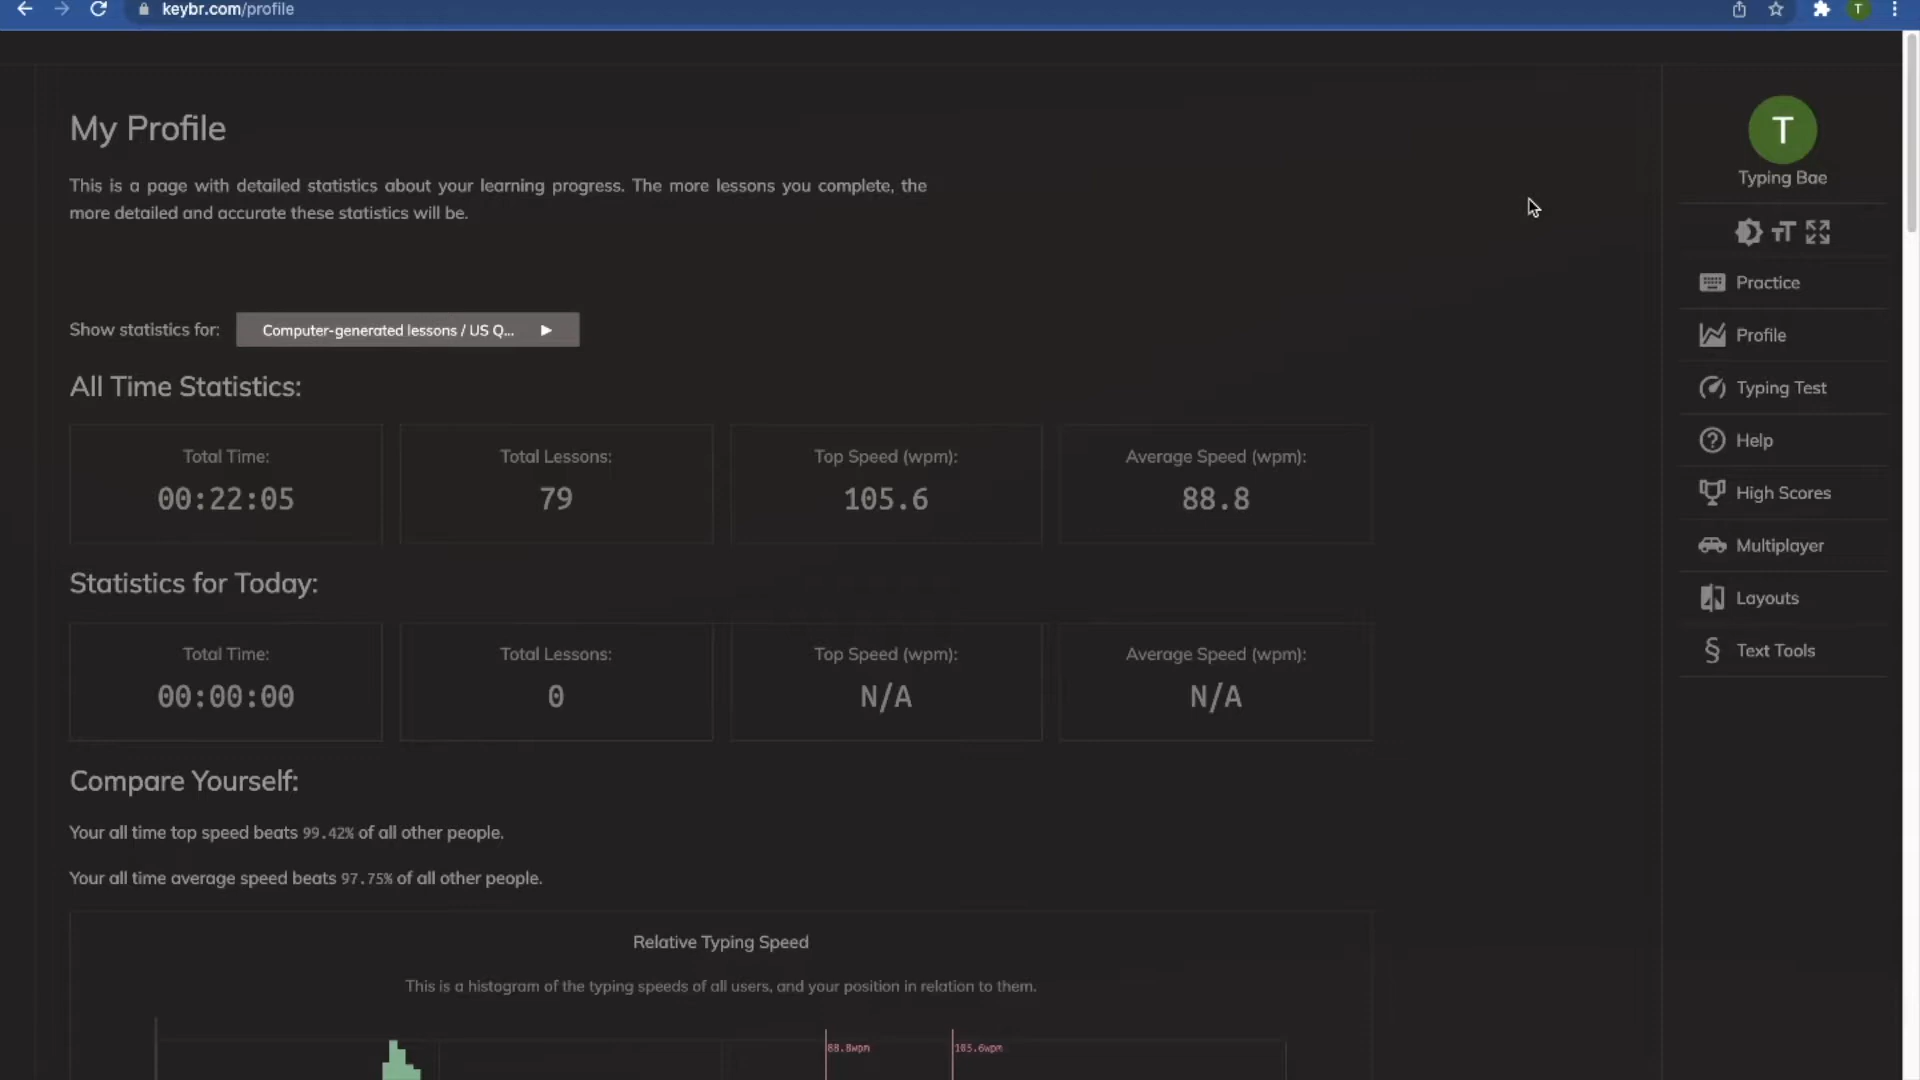 keybr.com/profile
T
My Profile
This is a page with detailed statistics about your learning progress. The more lessons you complete, the
more detailed and accurate these statistics will be.
Show statistics for: Computer-generated lessons / US Q...
All Time Statistics:
Total Time: Total Lessons: Top Speed (wpm): Average Speed (wpm):
00:22:05 79 105.6 88.8
Statistics for Today:
Total Time: Total Lessons: Top Speed (wpm): Average Speed (wpm):
00:00:00 0 N/A N/A
Compare Yourself:
Your all time top speed beats 99.42% of all other people.
Your all time average speed beats 97.75% of all other people.
Relative Typing Speed
This is a histogram of the typing speeds of all users, and your position in relation to them.
88.8wpm 105.6wpm
T
Typing Bae
Practice
Profile
Typing Test
Help
High Scores
Multiplayer
Layouts
§ Text Tools